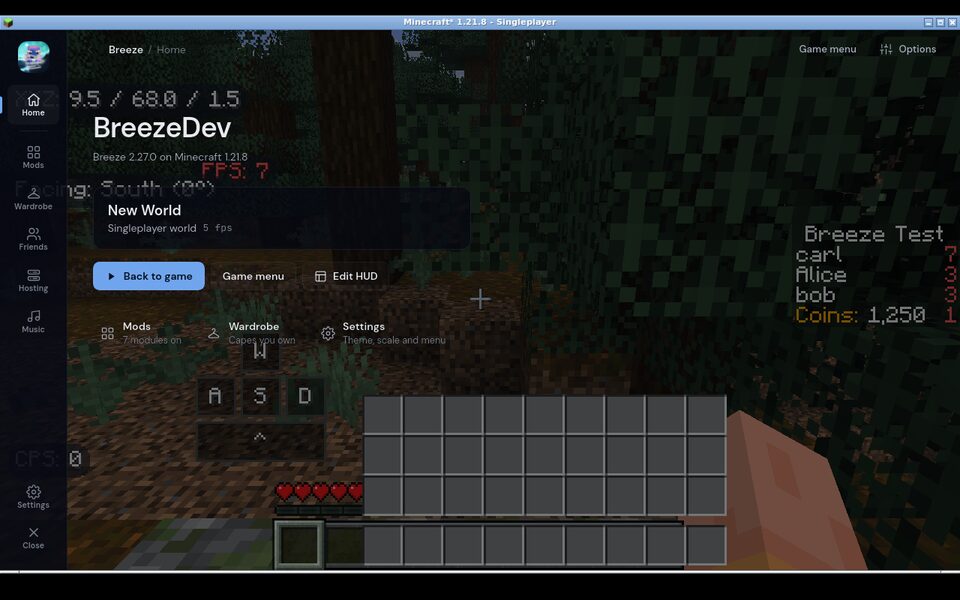 Minecraft* 1.21.8 - Singleplayer
Breeze / Home
Game menu
Options
Home
9.5 / 68.0 / 1.5
BreezeDev
Breeze 2.27.0 on Minecraft 1.21.8
FPS: 7
Mods
Facing: South (0°)
Wardrobe
New World
Singleplayer world 5 fps
Friends
Breeze Test
carl 7
Alice 3
bob 3
Coins: 1,250 1
Hosting
Back to game
Game menu
Edit HUD
Music
Mods
7 modules on
Wardrobe
Capes you own
Settings
Theme, scale and menu
W
A S D
^
CPS: 0
Settings
Close